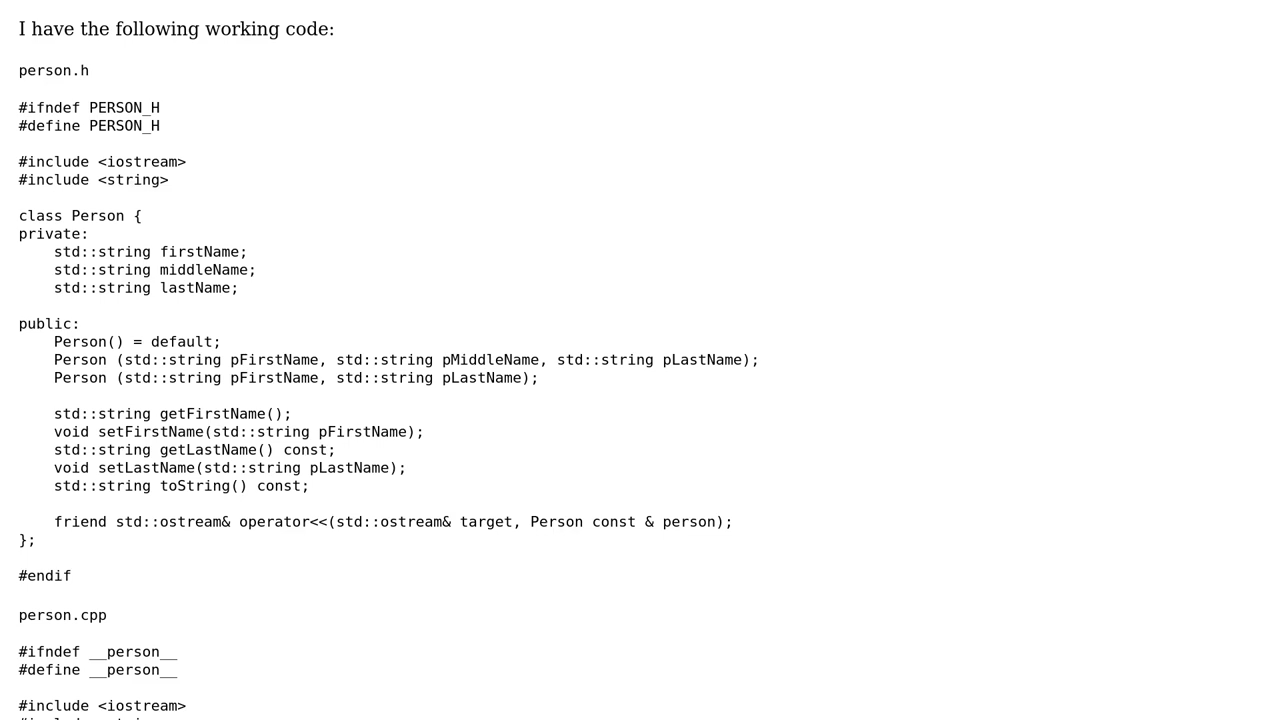 I have the following working code:
person.h
#ifndef PERSON_H
#define PERSON_H
#include <iostream>
#include <string>
class Person {
private:
    std::string firstName;
    std::string middleName;
    std::string lastName;
public:
    Person() = default;
    Person (std::string pFirstName, std::string pMiddleName, std::string pLastName);
    Person (std::string pFirstName, std::string pLastName);
    std::string getFirstName();
    void setFirstName(std::string pFirstName);
    std::string getLastName() const;
    void setLastName(std::string pLastName);
    std::string toString() const;
    friend std::ostream& operator<<(std::ostream& target, Person const & person);
};
#endif
person.cpp
#ifndef __person__
#define __person__
#include <iostream>